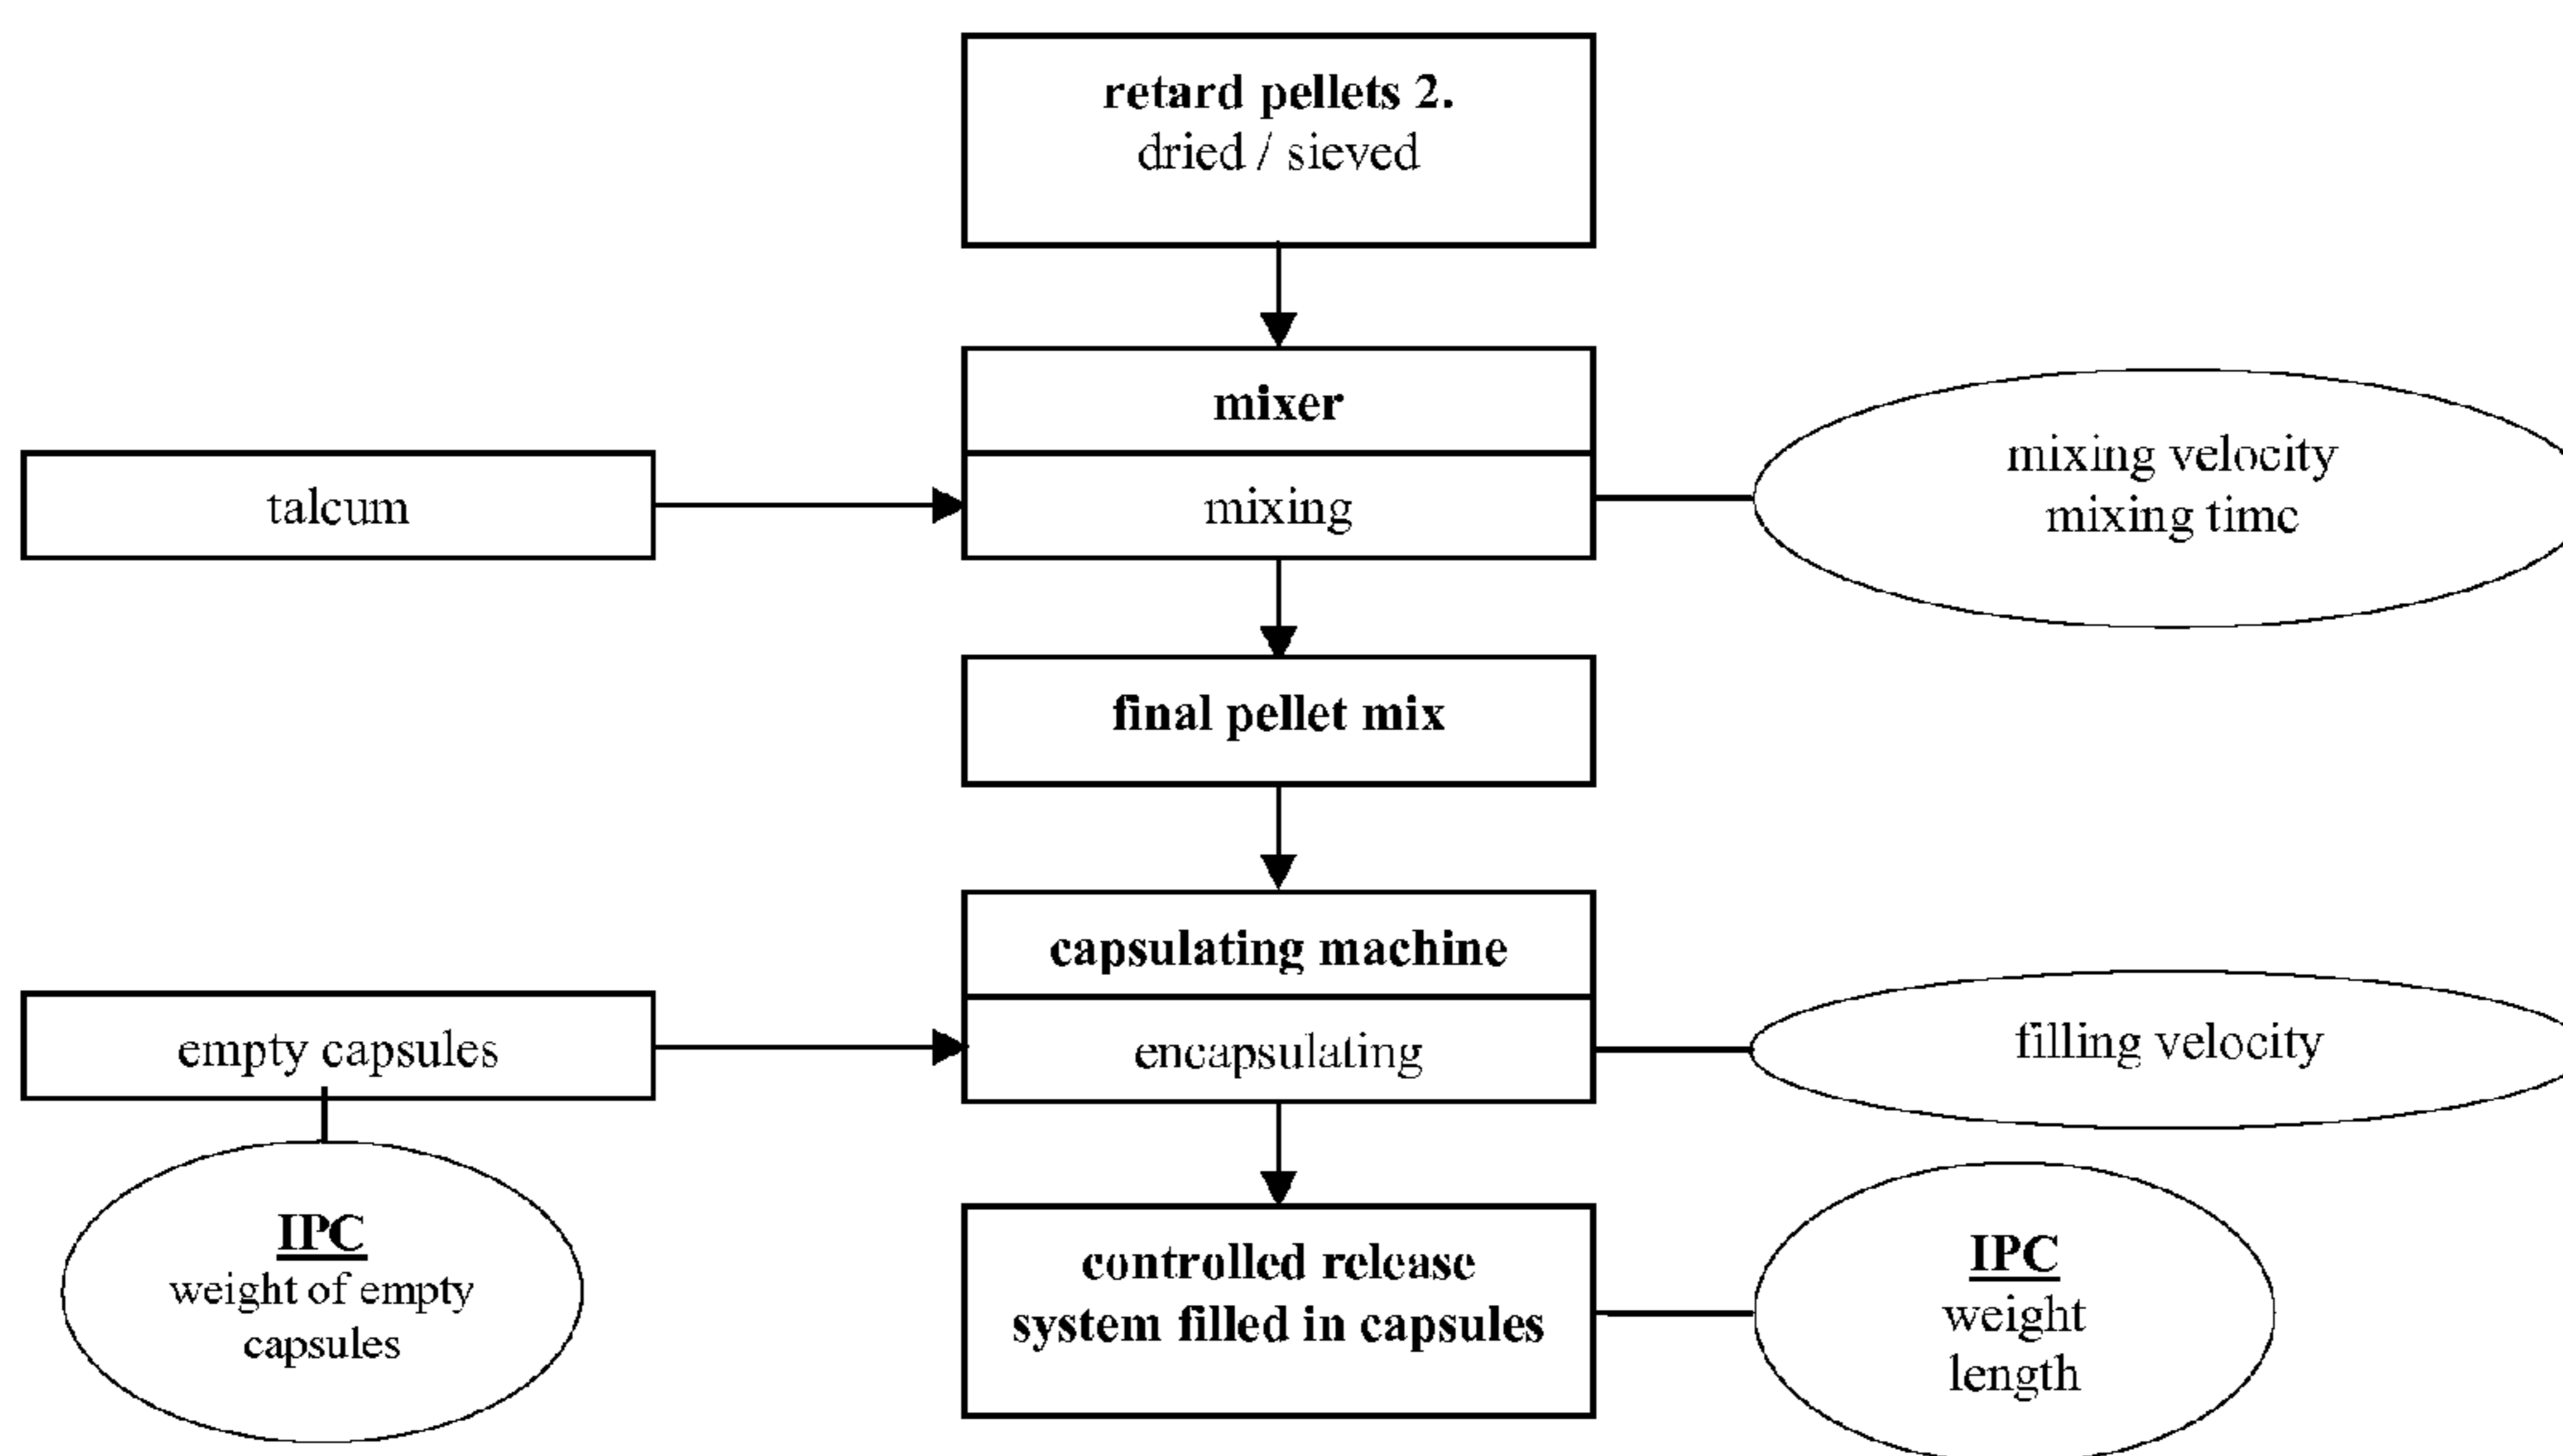 retard pellets 2.
dried / sieved
mixer
talcum
mixing
mixing velocity
mixing time
final pellet mix
capsulating machine
empty capsules
encapsulating
filling velocity
IPC
weight of empty
capsules
controlled release
system filled in capsules
IPC
weight
length